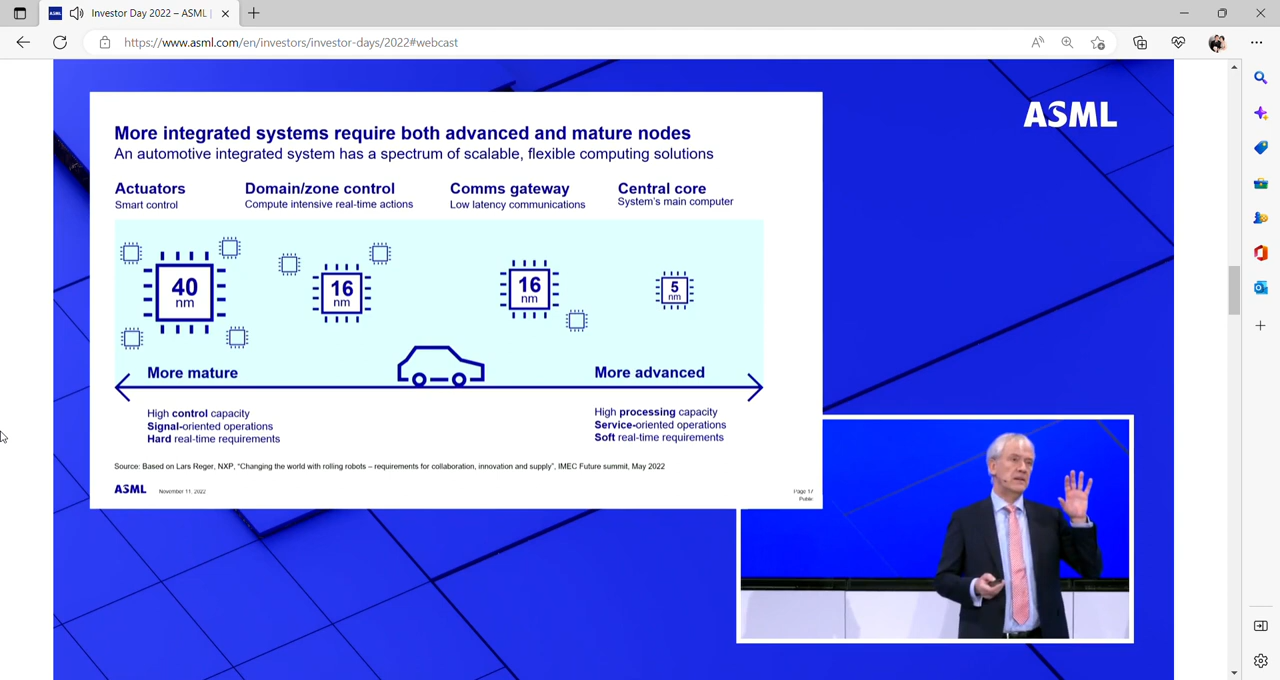 Investor Day 2022 – ASML |
https://www.asml.com/en/investors/investor-days/2022#webcast
ASML
More integrated systems require both advanced and mature nodes
An automotive integrated system has a spectrum of scalable, flexible computing solutions
Actuators
Smart control
Domain/zone control
Compute intensive real-time actions
Comms gateway
Low latency communications
Central core
System's main computer
40
nm
16
nm
16
nm
5
nm
More mature
More advanced
High control capacity
Signal-oriented operations
Hard real-time requirements
High processing capacity
Service-oriented operations
Soft real-time requirements
Source: Based on Lars Reger, NXP, "Changing the world with rolling robots – requirements for collaboration, innovation and supply", IMEC Future summit, May 2022
ASML
November 11, 2022
Page 17
Public